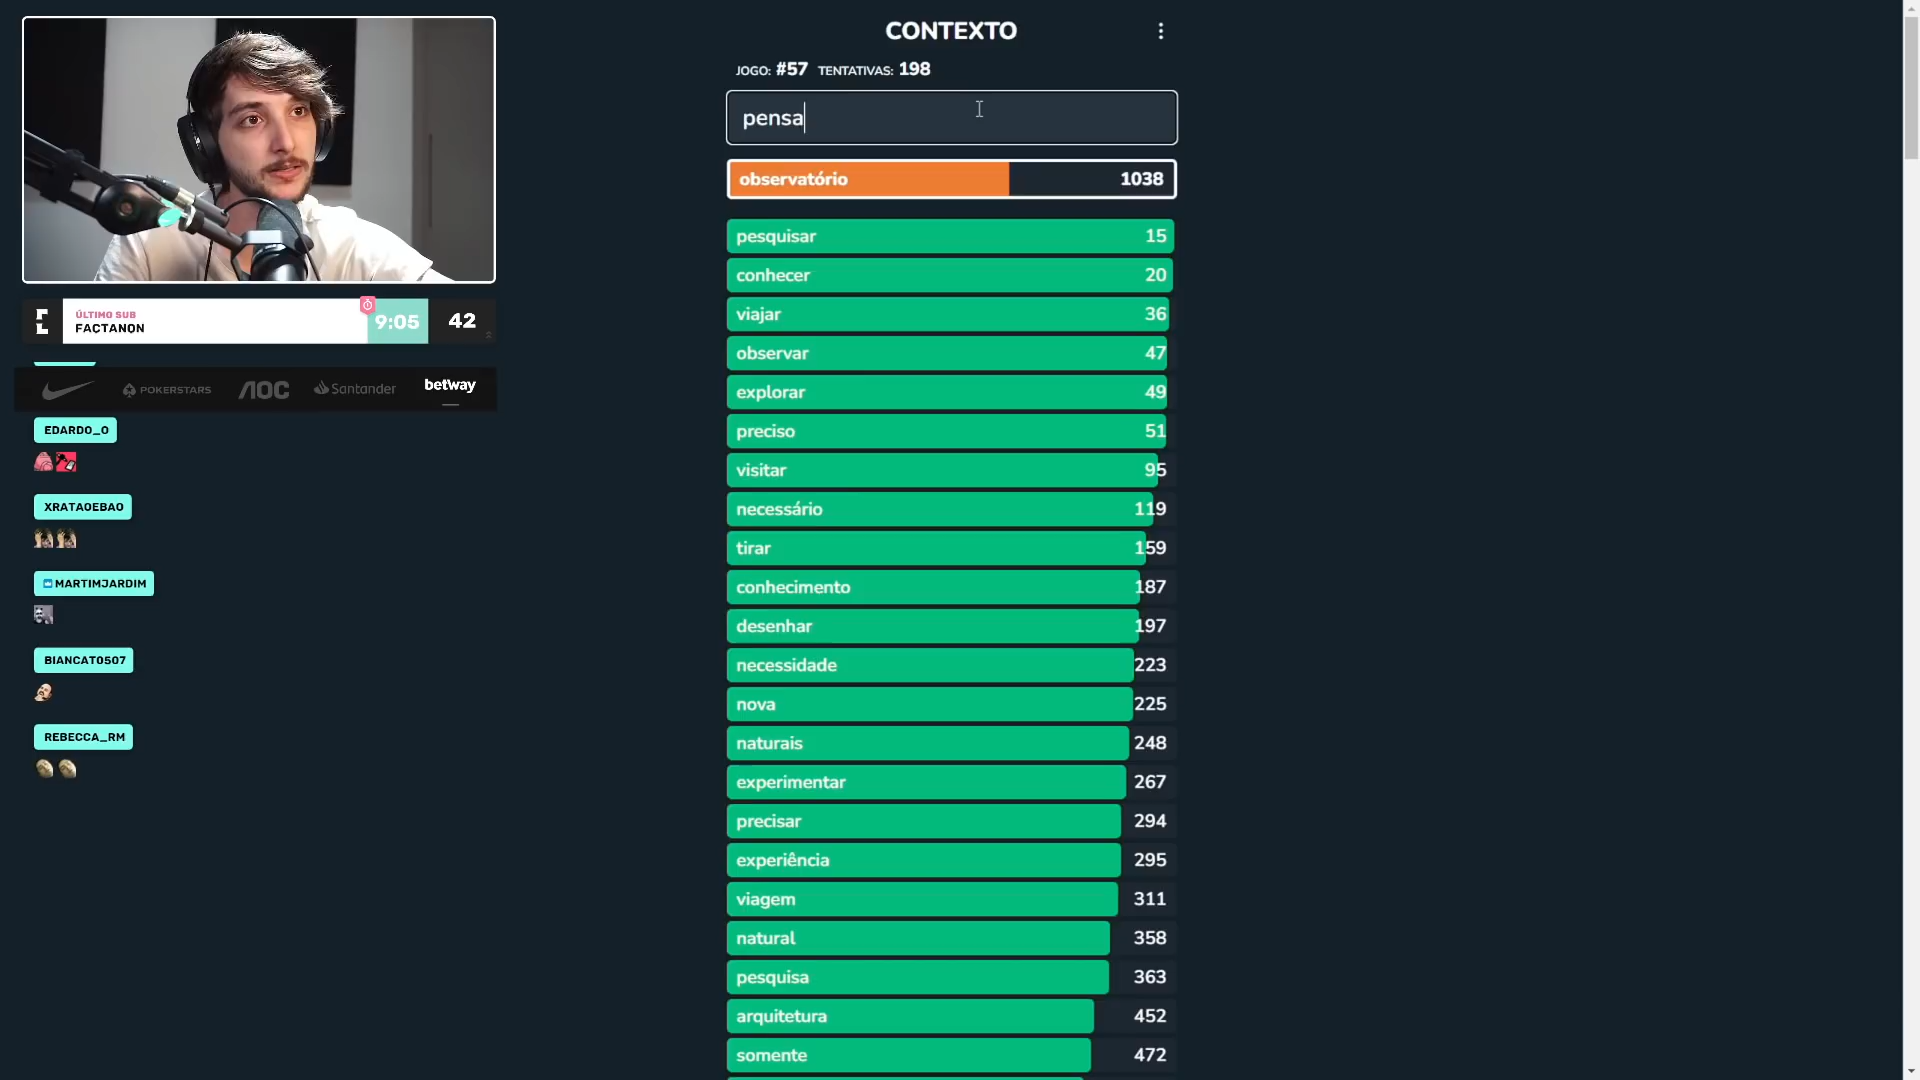 CONTEXTO
JOGO: #57 TENTATIVAS: 198
pensa
observatório 1038
pesquisar 15
conhecer 20
viajar 36
observar 47
explorar 49
preciso 51
visitar 95
necessário 119
tirar 159
conhecimento 187
desenhar 197
necessidade 223
nova 225
naturais 248
experimentar 267
precisar 294
experiência 295
viagem 311
natural 358
pesquisa 363
arquitetura 452
somente 472
ÚLTIMO SUB
FACTANQN
9:05
42
POKERSTARS
AOC
Santander
betway
EDARDO_O
XRATAOEBAO
MARTIMJARDIM
BIANCAT0507
REBECCA_RM